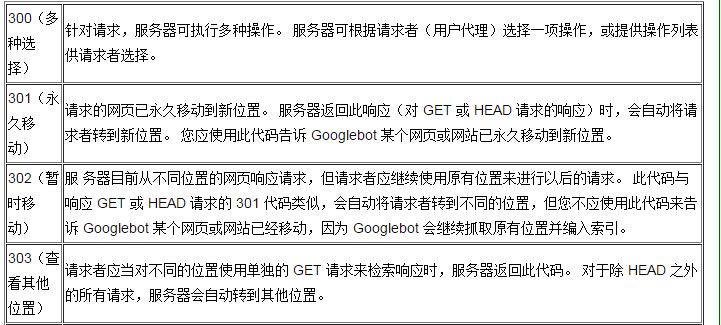 300（多
种选
择）
针对请求，服务器可执行多种操作。 服务器可根据请求者（用户代理）选择一项操作，或提供操作列表
供请求者选择。
301（永
久移
动）
请求的网页已永久移动到新位置。 服务器返回此响应（对 GET 或 HEAD 请求的响应）时，会自动将请
求者转到新位置。 您应使用此代码告诉 Googlebot 某个网页或网站已永久移动到新位置。
302（暂
时移
动）
服 务器目前从不同位置的网页响应请求，但请求者应继续使用原有位置来进行以后的请求。 此代码与
响应 GET 或 HEAD 请求的 301 代码类似，会自动将请求者转到不同的位置，但您不应使用此代码来告
诉 Googlebot 某个网页或网站已经移动，因为 Googlebot 会继续抓取原有位置并编入索引。
303（查
看其他
位置）
请求者应当对不同的位置使用单独的 GET 请求来检索响应时，服务器返回此代码。 对于除 HEAD 之外
的所有请求，服务器会自动转到其他位置。